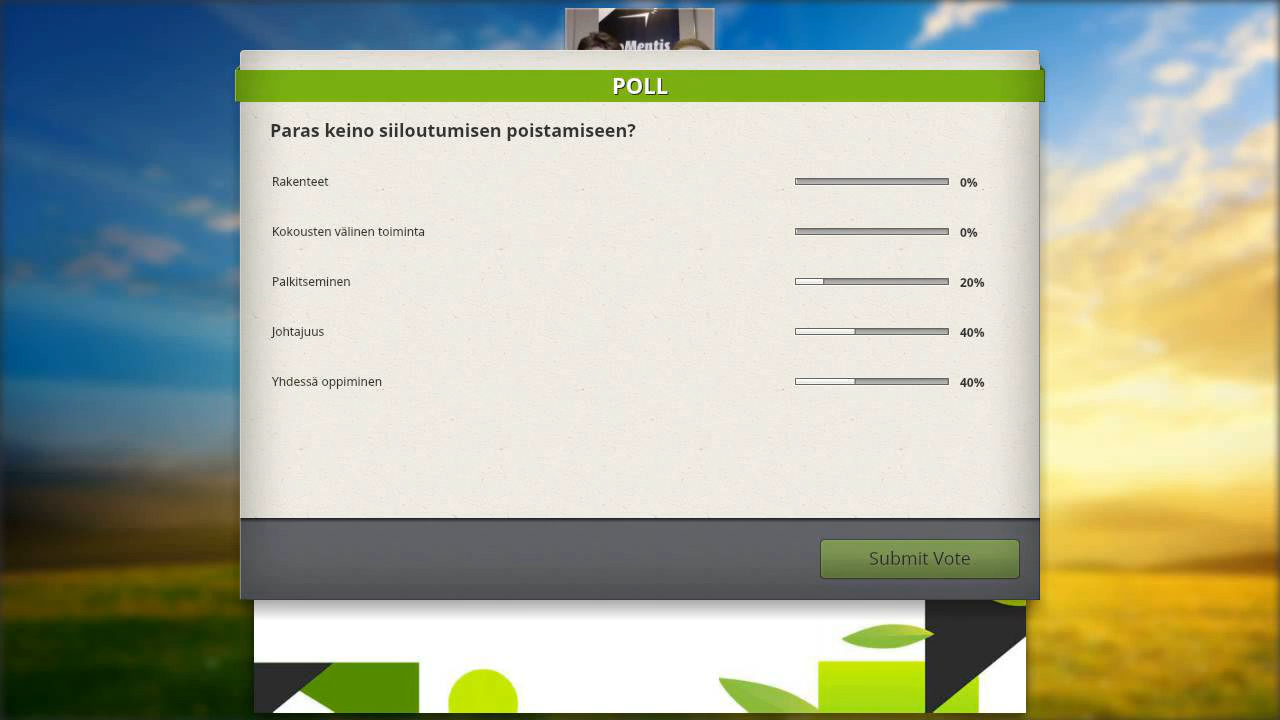 Mentis
POLL
Paras keino siiloutumisen poistamiseen?
Rakenteet 0%
Kokousten välinen toiminta 0%
Palkitseminen 20%
Johtajuus 40%
Yhdessä oppiminen 40%
Submit Vote